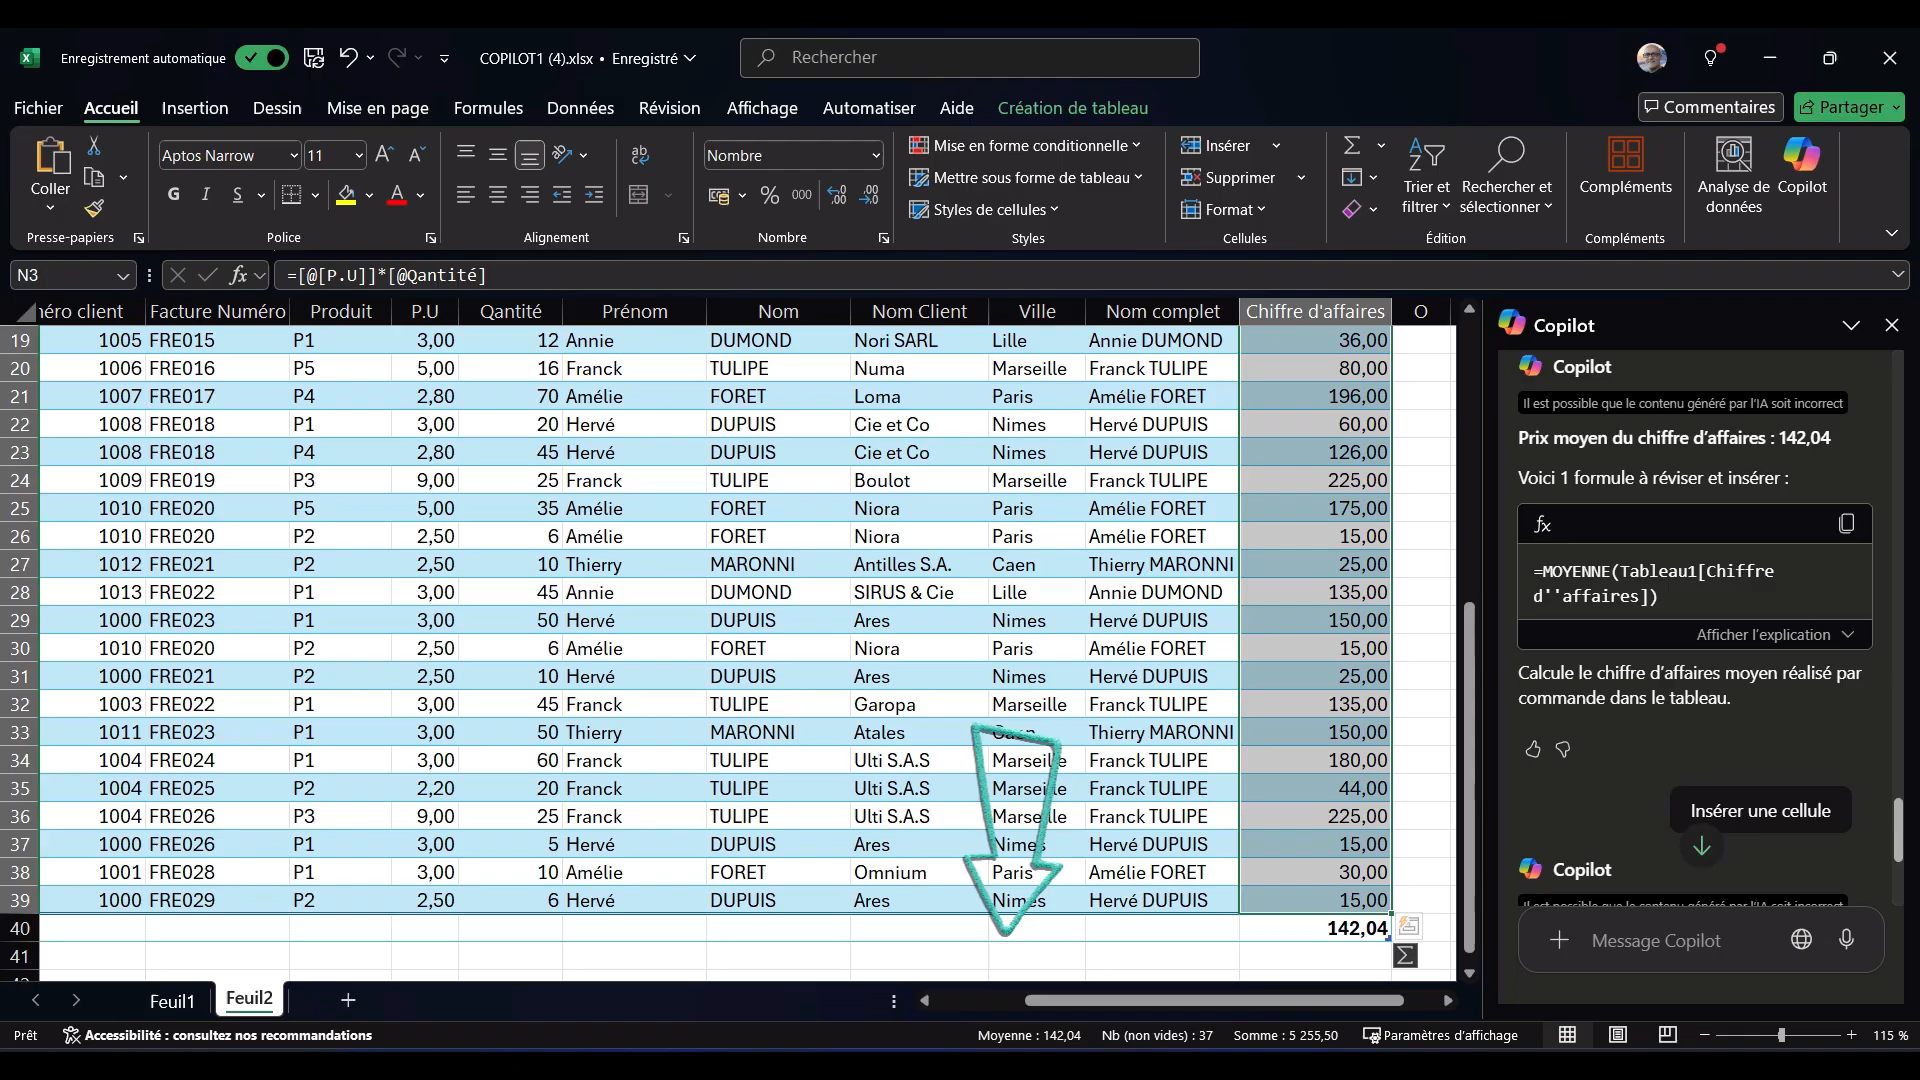 Enregistrement automatique
COPILOT1 (4).xlsx • Enregistré
Rechercher
Fichier Accueil Insertion Dessin Mise en page Formules Données Révision Affichage Automatiser Aide Création de tableau Commentaires Partager
Coller
Aptos Narrow 11
G I S
Nombre
% 000
Mise en forme conditionnelle
Mettre sous forme de tableau
Styles de cellules
Insérer
Supprimer
Format
Trier et filtrer
Rechercher et sélectionner
Compléments
Analyse de données
Copilot
Presse-papiers Police Alignement Nombre Styles Cellules Édition Compléments
N3 fx =[@[P.U]]*[@Qantité]
éro client Facture Numéro Produit P.U Qantité Prénom Nom Nom Client Ville Nom complet Chiffre d'affaires O
19 1005 FRE015 P1 3,00 12 Annie DUMOND Nori SARL Lille Annie DUMOND 36,00
20 1006 FRE016 P5 5,00 16 Franck TULIPE Numa Marseille Franck TULIPE 80,00
21 1007 FRE017 P4 2,80 70 Amélie FORET Loma Paris Amélie FORET 196,00
22 1008 FRE018 P1 3,00 20 Hervé DUPUIS Cie et Co Nimes Hervé DUPUIS 60,00
23 1008 FRE018 P4 2,80 45 Hervé DUPUIS Cie et Co Nimes Hervé DUPUIS 126,00
24 1009 FRE019 P3 9,00 25 Franck TULIPE Boulot Marseille Franck TULIPE 225,00
25 1010 FRE020 P5 5,00 35 Amélie FORET Niora Paris Amélie FORET 175,00
26 1010 FRE020 P2 2,50 6 Amélie FORET Niora Paris Amélie FORET 15,00
27 1012 FRE021 P2 2,50 10 Thierry MARONNI Antilles S.A. Caen Thierry MARONNI 25,00
28 1013 FRE022 P1 3,00 45 Annie DUMOND SIRUS & Cie Lille Annie DUMOND 135,00
29 1000 FRE023 P1 3,00 50 Hervé DUPUIS Ares Nimes Hervé DUPUIS 150,00
30 1010 FRE020 P2 2,50 6 Amélie FORET Niora Paris Amélie FORET 15,00
31 1000 FRE021 P2 2,50 10 Hervé DUPUIS Ares Nimes Hervé DUPUIS 25,00
32 1003 FRE022 P1 3,00 45 Franck TULIPE Garopa Marseille Franck TULIPE 135,00
33 1011 FRE023 P1 3,00 50 Thierry MARONNI Atales Caen Thierry MARONNI 150,00
34 1004 FRE024 P1 3,00 60 Franck TULIPE Ulti S.A.S Marseille Franck TULIPE 180,00
35 1004 FRE025 P2 2,20 20 Franck TULIPE Ulti S.A.S Marseille Franck TULIPE 44,00
36 1004 FRE026 P3 9,00 25 Franck TULIPE Ulti S.A.S Marseille Franck TULIPE 225,00
37 1000 FRE026 P1 3,00 5 Hervé DUPUIS Ares Nimes Hervé DUPUIS 15,00
38 1001 FRE028 P1 3,00 10 Amélie FORET Omnium Paris Amélie FORET 30,00
39 1000 FRE029 P2 2,50 6 Hervé DUPUIS Ares Nimes Hervé DUPUIS 15,00
40 142,04
41
Copilot
Copilot
Il est possible que le contenu généré par l'IA soit incorrect
Prix moyen du chiffre d'affaires : 142,04
Voici 1 formule à réviser et insérer :
fx
=MOYENNE(Tableau1[Chiffre
d''affaires])
Afficher l'explication
Calcule le chiffre d'affaires moyen réalisé par
commande dans le tableau.
Insérer une cellule
Copilot
Il est possible que le contenu généré par l'IA soit incorrect
Message Copilot
Feuil1 Feuil2
Prêt Accessibilité : consultez nos recommandations Moyenne : 142,04 Nb (non vides) : 37 Somme : 5 255,50 Paramètres d'affichage 115 %